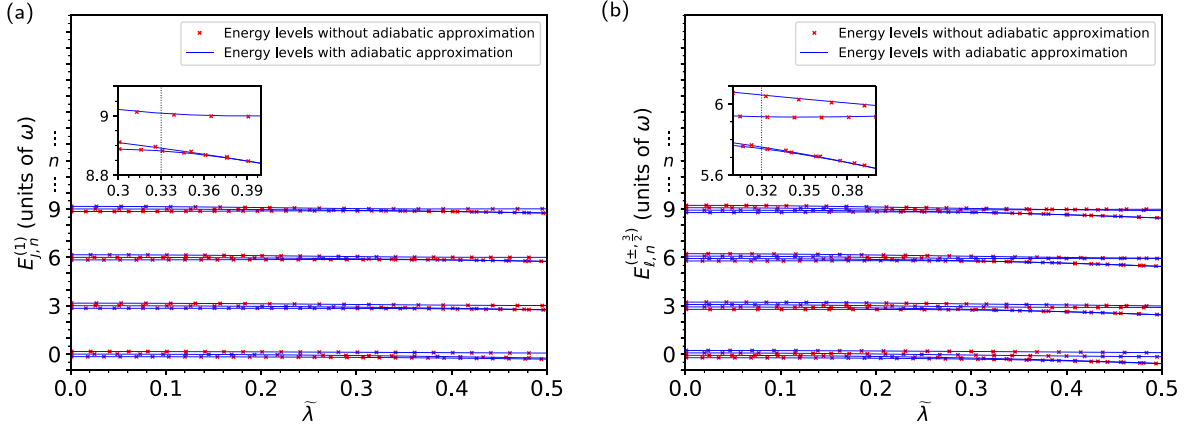 (a)
Energy levels without adiabatic approximation
Energy levels with adiabatic approximation
9
8.8
0.3 0.33 0.36 0.39
n
9
6
3
0
E_{j,n}^{(1)} (units of ω)
0.0 0.1 0.2 0.3 0.4 0.5
λ̃
(b)
Energy levels without adiabatic approximation
Energy levels with adiabatic approximation
6
5.6
0.32 0.35 0.38
n
9
6
3
0
E_{ℓ,n}^{(±,3/2)} (units of ω)
0.0 0.1 0.2 0.3 0.4 0.5
λ̃